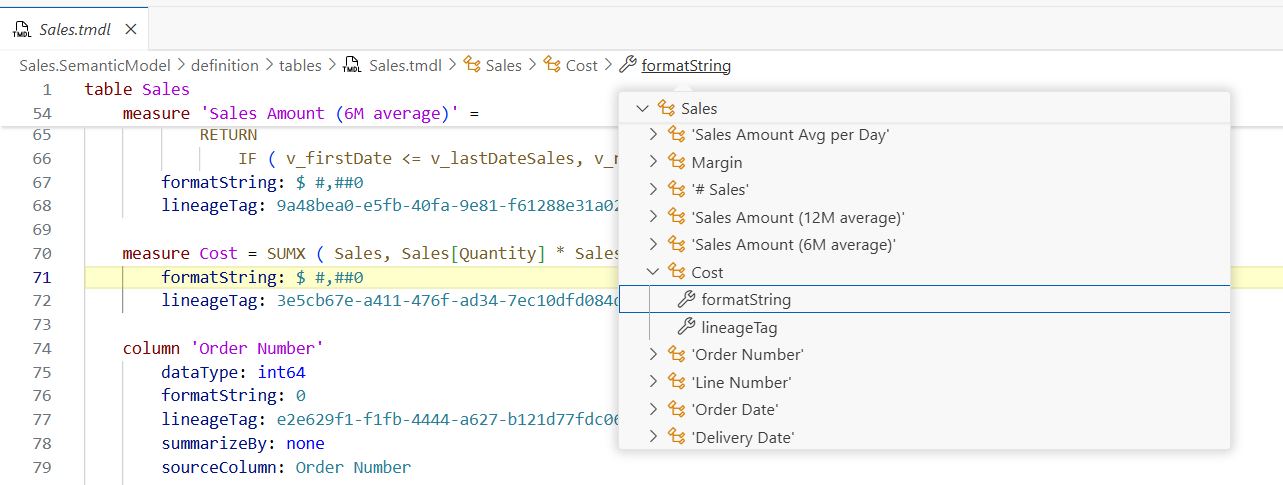 TMDL Sales.tmdl
Sales.SemanticModel > definition > tables > TMDL Sales.tmdl > Sales > Cost > formatString
1 table Sales
54 measure 'Sales Amount (6M average)' =
65 RETURN
66 IF ( v_firstDate <= v_lastDateSales,
67 formatString: $ #,##0
68 lineageTag: 9a48bea0-e5fb-40fa-9e81-f61288e31a02
69
70 measure Cost = SUMX ( Sales, Sales[Quantity] * Sales
71 formatString: $ #,##0
72 lineageTag: 3e5cb67e-a411-476f-ad34-7ec10dfd084
73
74 column 'Order Number'
75 dataType: int64
76 formatString: 0
77 lineageTag: e2e629f1-f1fb-4444-a627-b121d77fdc06
78 summarizeBy: none
79 sourceColumn: Order Number
Sales
'Sales Amount Avg per Day'
Margin
'# Sales'
'Sales Amount (12M average)'
'Sales Amount (6M average)'
Cost
formatString
lineageTag
'Order Number'
'Line Number'
'Order Date'
'Delivery Date'